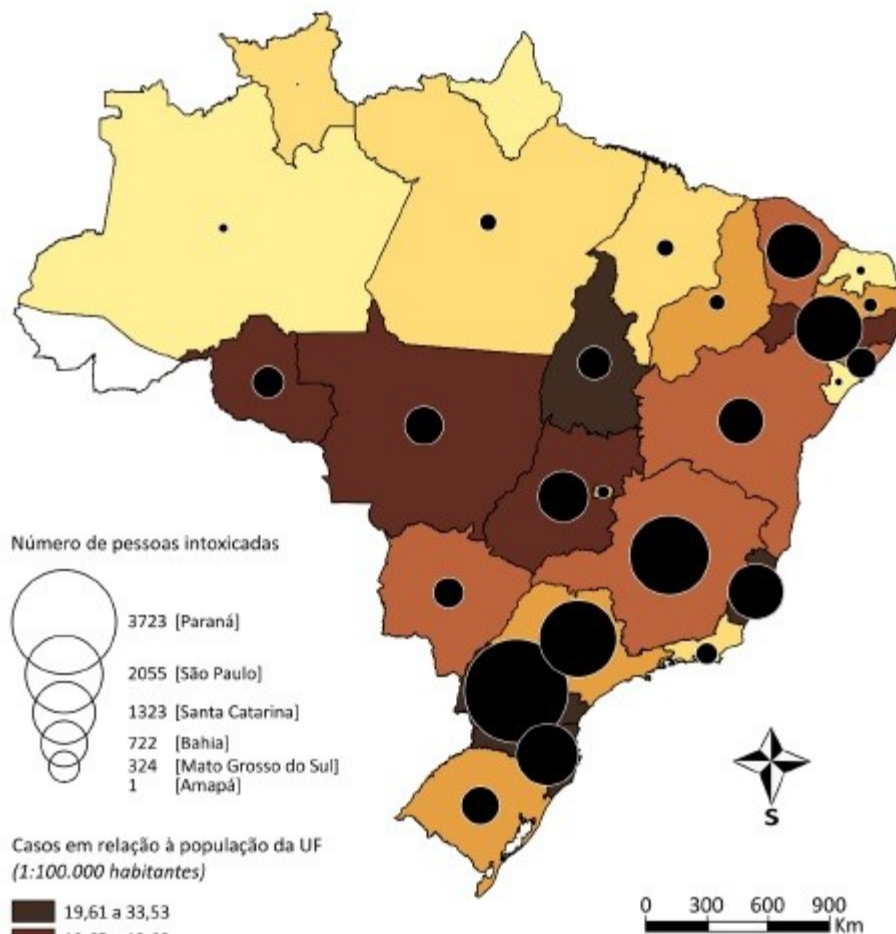 Número de pessoas intoxicadas
3723 [Paraná]
2055 [São Paulo]
1323 [Santa Catarina]
722 [Bahia]
324 [Mato Grosso do Sul]
1 [Amapá]
S
Casos em relação à população da UF
(1:100.000 habitantes)
19,61 a 33,53
0 300 600 900
Km